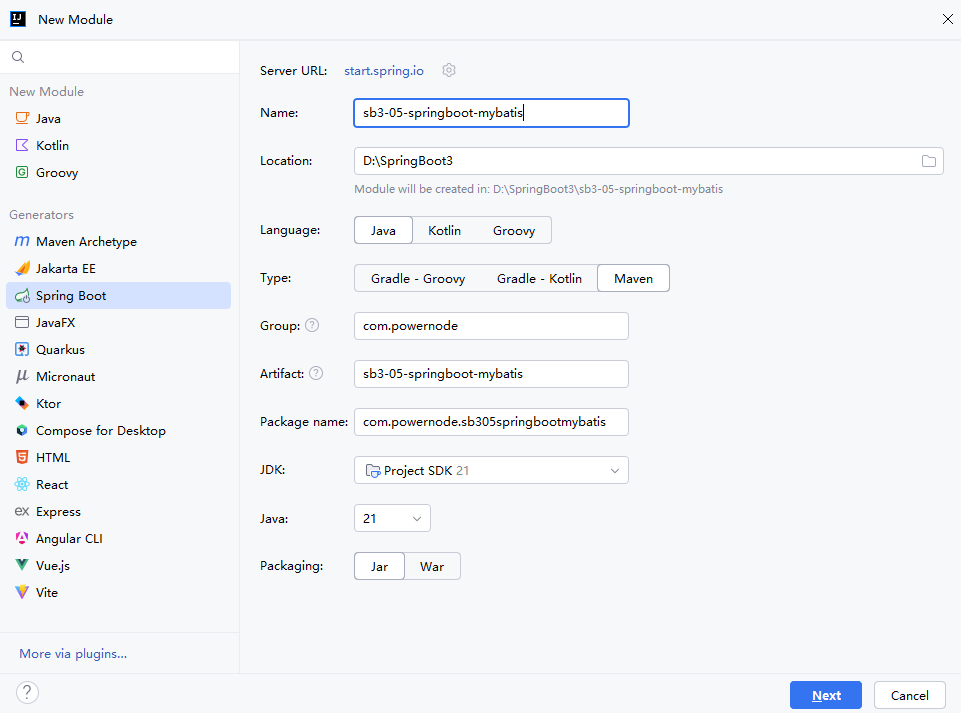 New Module
New Module
Java
Kotlin
Groovy
Generators
Maven Archetype
Jakarta EE
Spring Boot
JavaFX
Quarkus
Micronaut
Ktor
Compose for Desktop
HTML
React
Express
Angular CLI
Vue.js
Vite
More via plugins...
Server URL: start.spring.io
Name: sb3-05-springboot-mybatis
Location: D:\SpringBoot3
Module will be created in: D:\SpringBoot3\sb3-05-springboot-mybatis
Language: Java Kotlin Groovy
Type: Gradle - Groovy Gradle - Kotlin Maven
Group: ? com.powernode
Artifact: ? sb3-05-springboot-mybatis
Package name: com.powernode.sb305springbootmybatis
JDK: Project SDK 21
Java: 21
Packaging: Jar War
? Next Cancel